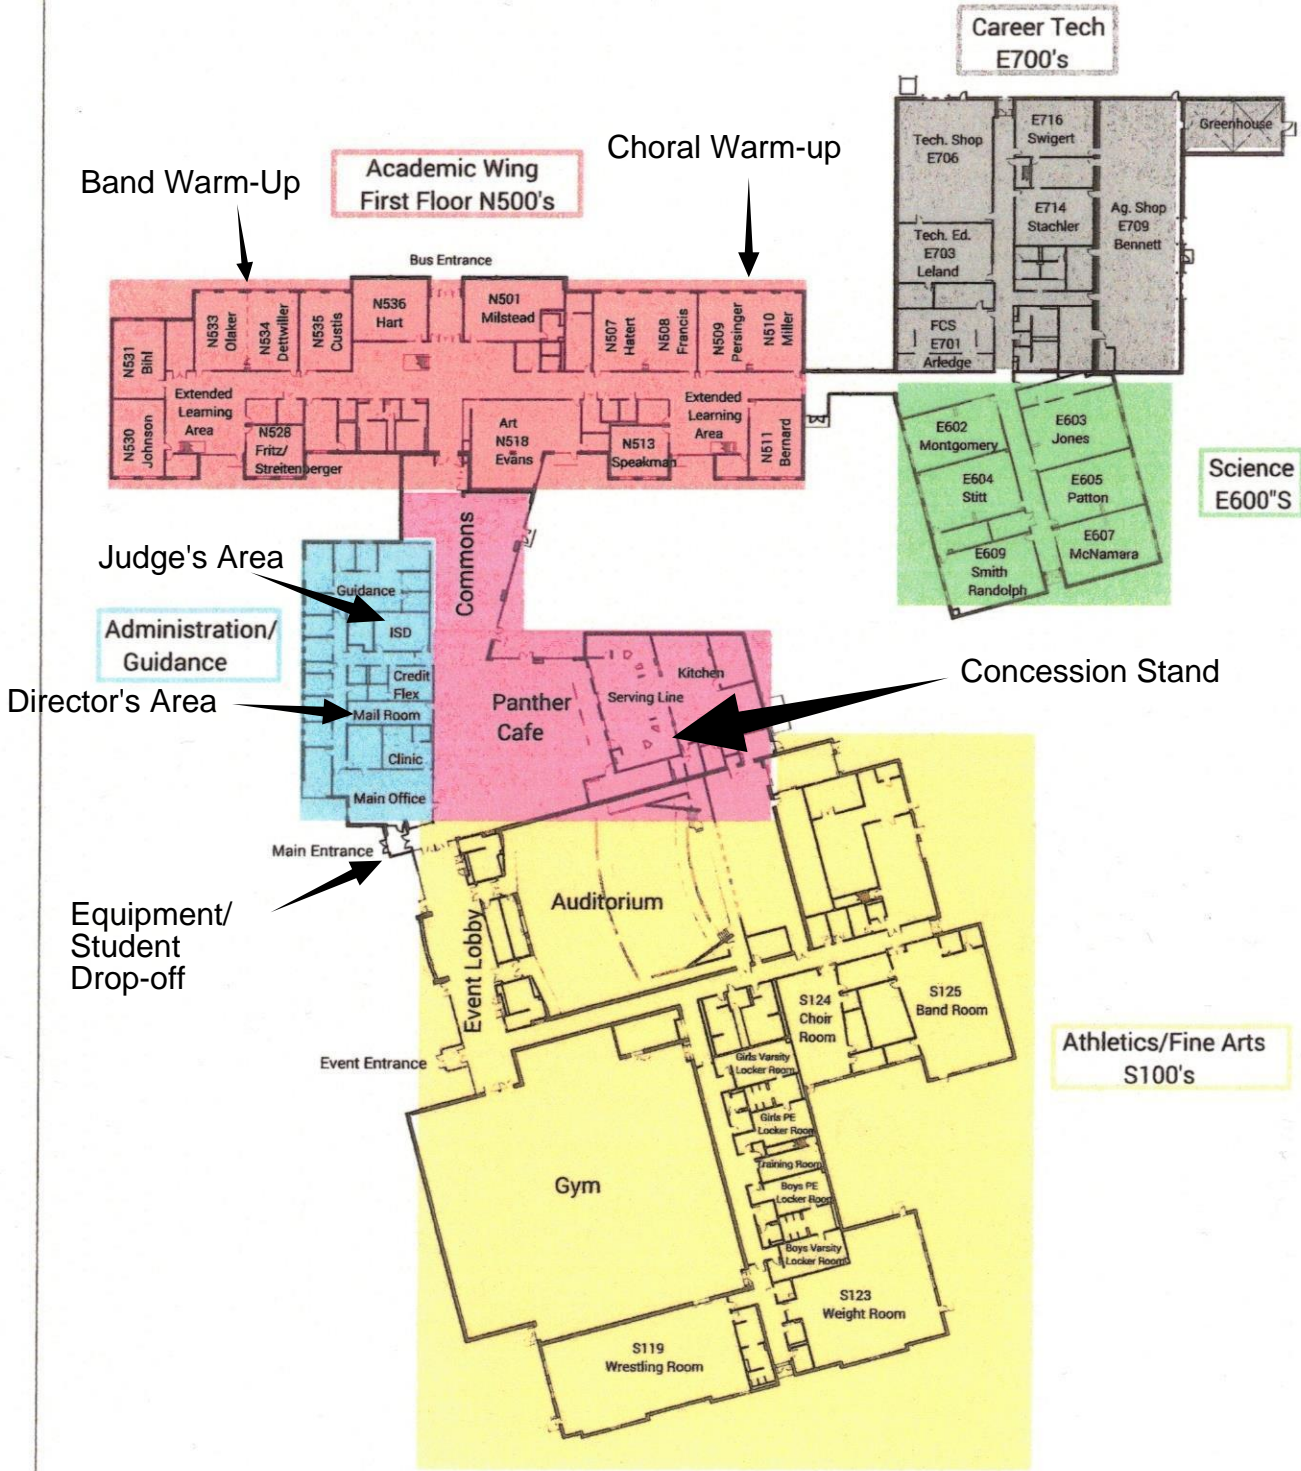 Career Tech
E700's
Choral Warm-up
Band Warm-Up
Academic Wing
First Floor N500's
Bus Entrance
Tech. Shop
E706
E716
Swigert
Greenhouse
E714
Stachler
Ag. Shop
E709
Bennett
Tech. Ed.
E703
Leland
FCS
E701
Arledge
N531
Bihl
N533
Olaker
N534
Dettwiller
N535
Custis
N536
Hart
N501
Milstead
N507
Hatert
N508
Francis
N509
Persinger
N510
Miller
Extended
Learning
Area
N530
Johnson
N528
Fritz/
Streitenberger
Art
N518
Evans
N513
Speakman
Extended
Learning
Area
N511
Bernard
E602
Montgomery
E603
Jones
E604
Stitt
E605
Patton
E607
McNamara
E609
Smith
Randolph
Science
E600"S
Commons
Judge's Area
Guidance
ISD
Administration/
Guidance
Credit
Flex
Director's Area
Mail Room
Clinic
Main Office
Panther
Cafe
Serving Line
Kitchen
Concession Stand
Main Entrance
Equipment/
Student
Drop-off
Auditorium
Event Lobby
Event Entrance
S124
Choir
Room
S125
Band Room
Athletics/Fine Arts
S100's
Girls Varsity
Locker Room
Girls PE
Locker Room
Training Room
Boys PE
Locker Room
Boys Varsity
Locker Room
Gym
S123
Weight Room
S119
Wrestling Room